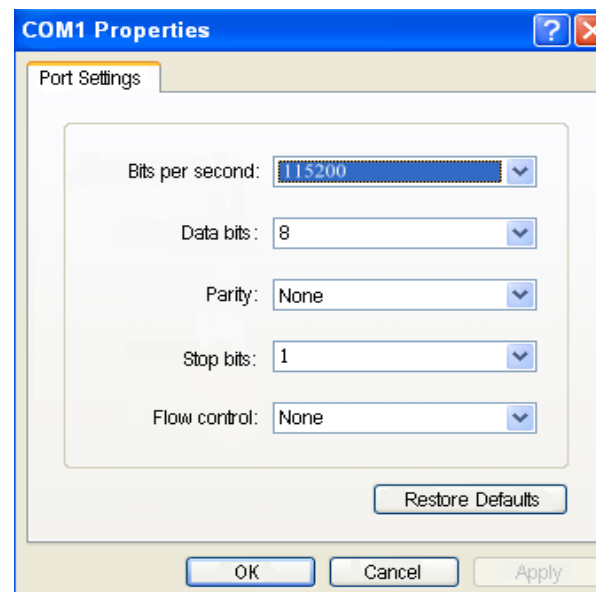 COM1 Properties
Port Settings
Bits per second: 115200
Data bits: 8
Parity: None
Stop bits: 1
Flow control: None
Restore Defaults
OK Cancel Apply